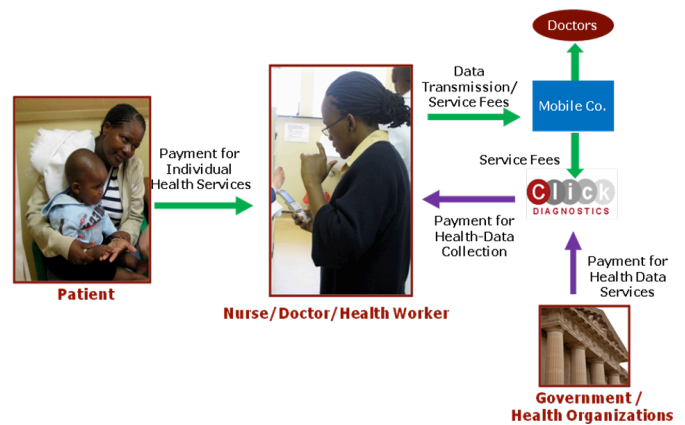 Doctors
Data
Transmission/
Service Fees
Mobile Co.
Payment for
Individual
Health Services
Service Fees
Click
DIAGNOSTICS
Payment for
Health-Data
Collection
Payment for
Health Data
Services
Patient
Nurse/Doctor/Health Worker
Government /
Health Organizations